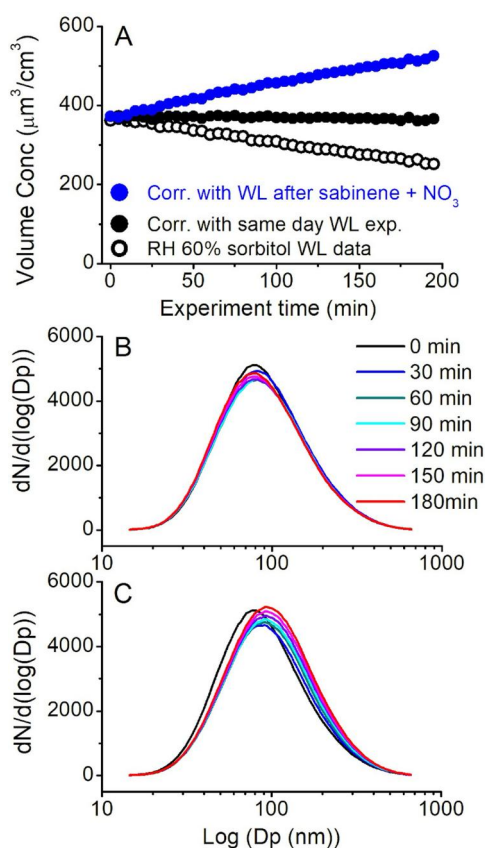 A
Volume Conc (μm³/cm³)
600
400
200
0
Corr. with WL after sabinene + NO₃
Corr. with same day WL exp.
RH 60% sorbitol WL data
0 50 100 150 200
Experiment time (min)
B
dN/d(log(Dp))
6000
4000
2000
0
0 min
30 min
60 min
90 min
120 min
150 min
180min
10 100 1000
C
dN/d(log(Dp))
6000
4000
2000
0
10 100 1000
Log (Dp (nm))